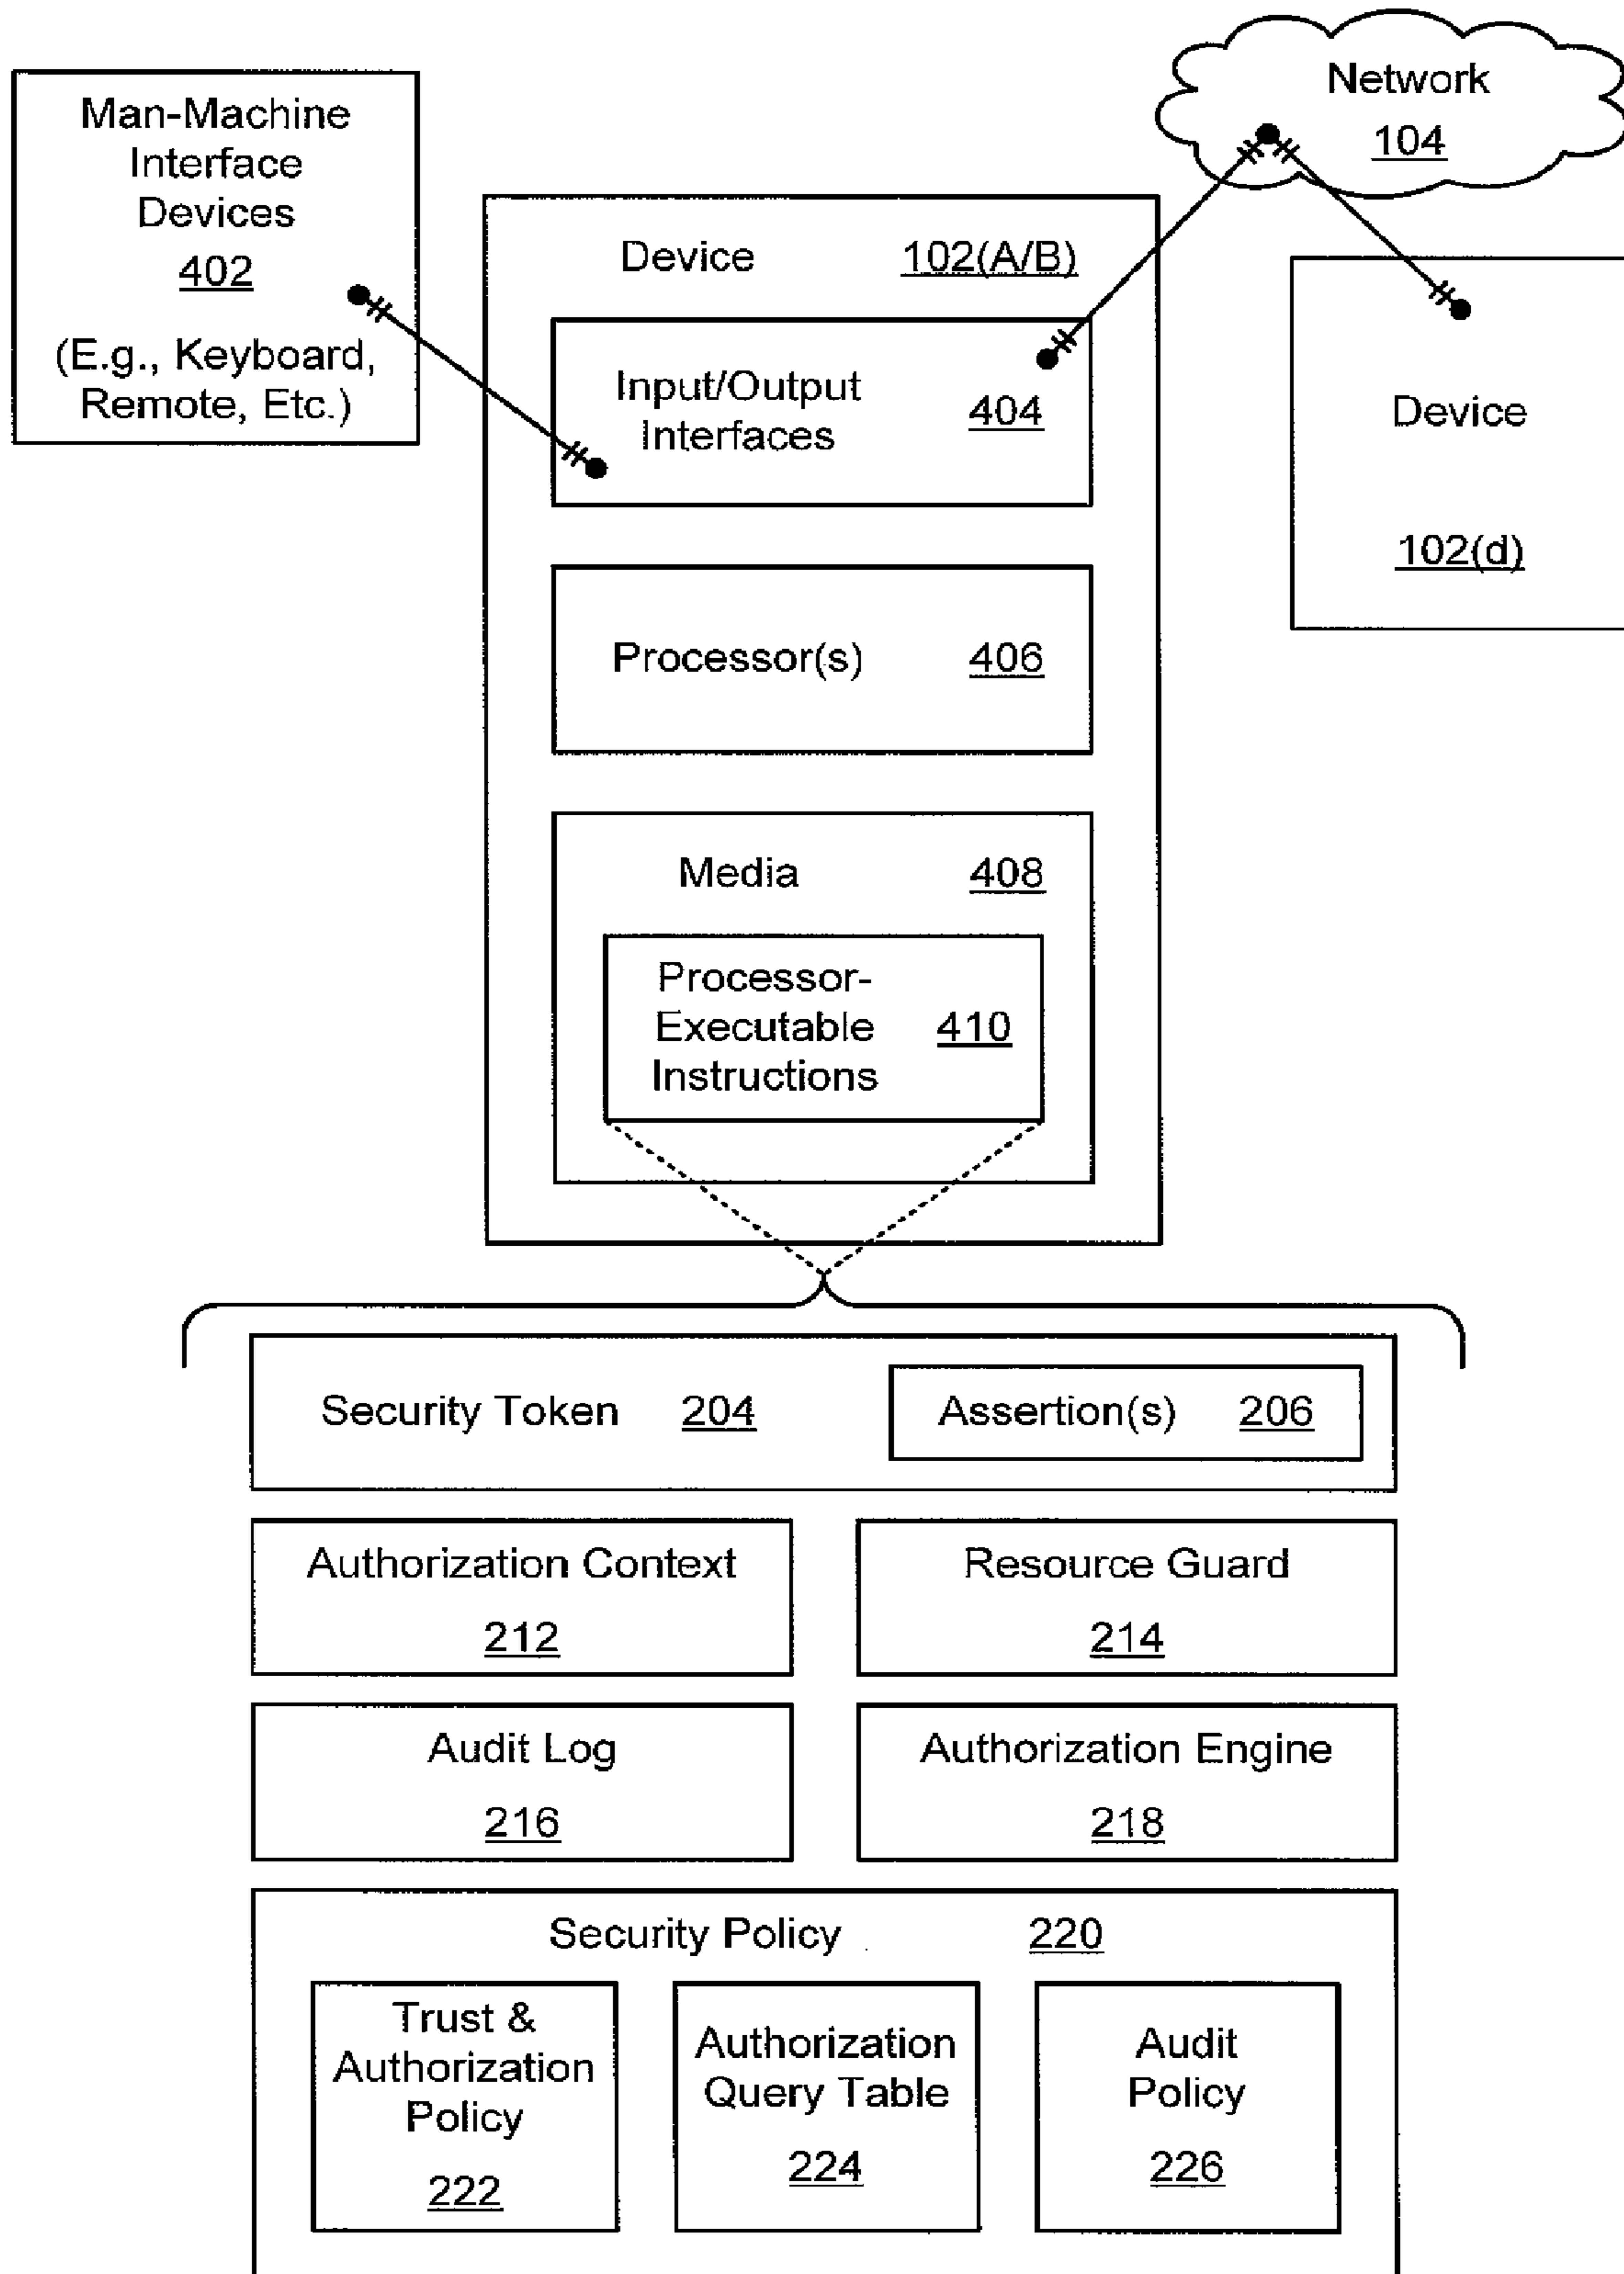 Network
104
Man-Machine
Interface
Devices
402
(E.g., Keyboard,
Remote, Etc.)
Device 102(A/B)
Input/Output
Interfaces
404
Device
102(d)
Processor(s) 406
Media 408
Processor-
Executable
Instructions
410
Security Token 204
Assertion(s) 206
Authorization Context
212
Resource Guard
214
Audit Log
216
Authorization Engine
218
Security Policy 220
Trust &
Authorization
Policy
222
Authorization
Query Table
224
Audit
Policy
226